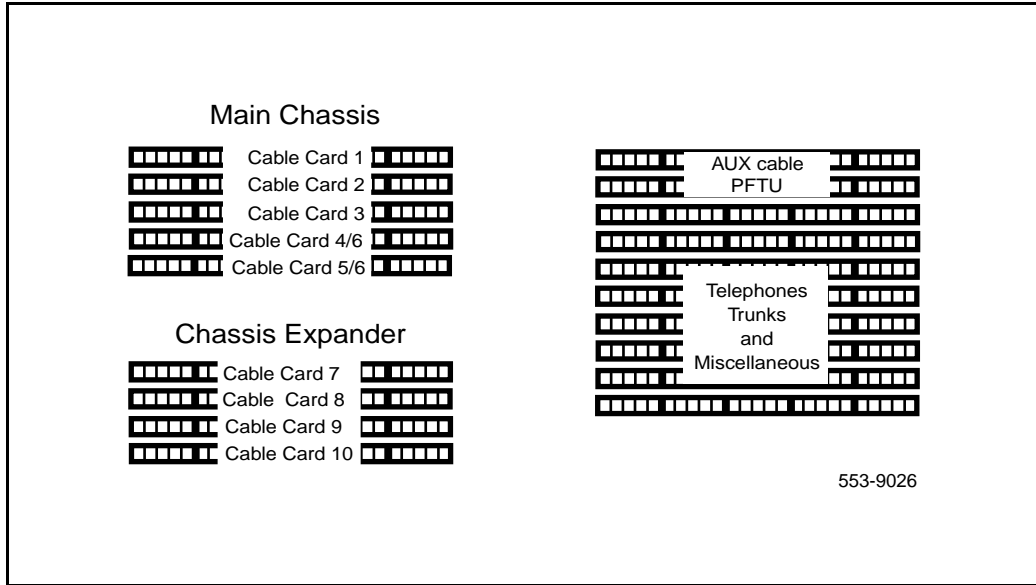 Main Chassis
Cable Card 1
Cable Card 2
Cable Card 3
Cable Card 4/6
Cable Card 5/6
Chassis Expander
Cable Card 7
Cable Card 8
Cable Card 9
Cable Card 10
AUX cable
PFTU
Telephones
Trunks
and
Miscellaneous
553-9026